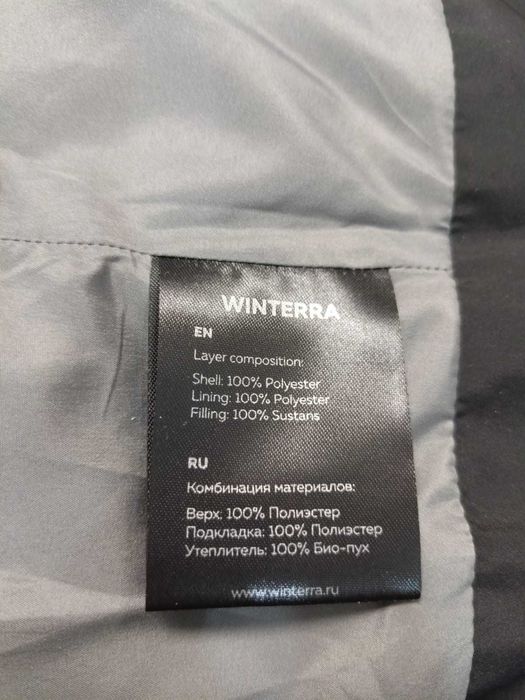 WINTERRA
EN
Layer composition:
Shell: 100% Polyester
Lining: 100% Polyester
Filling: 100% Sustans
RU
Комбинация материалов:
Верх: 100% Полиэстер
Подкладка: 100% Полиэстер
Утеплитель: 100% Био-пух
www.winterra.ru